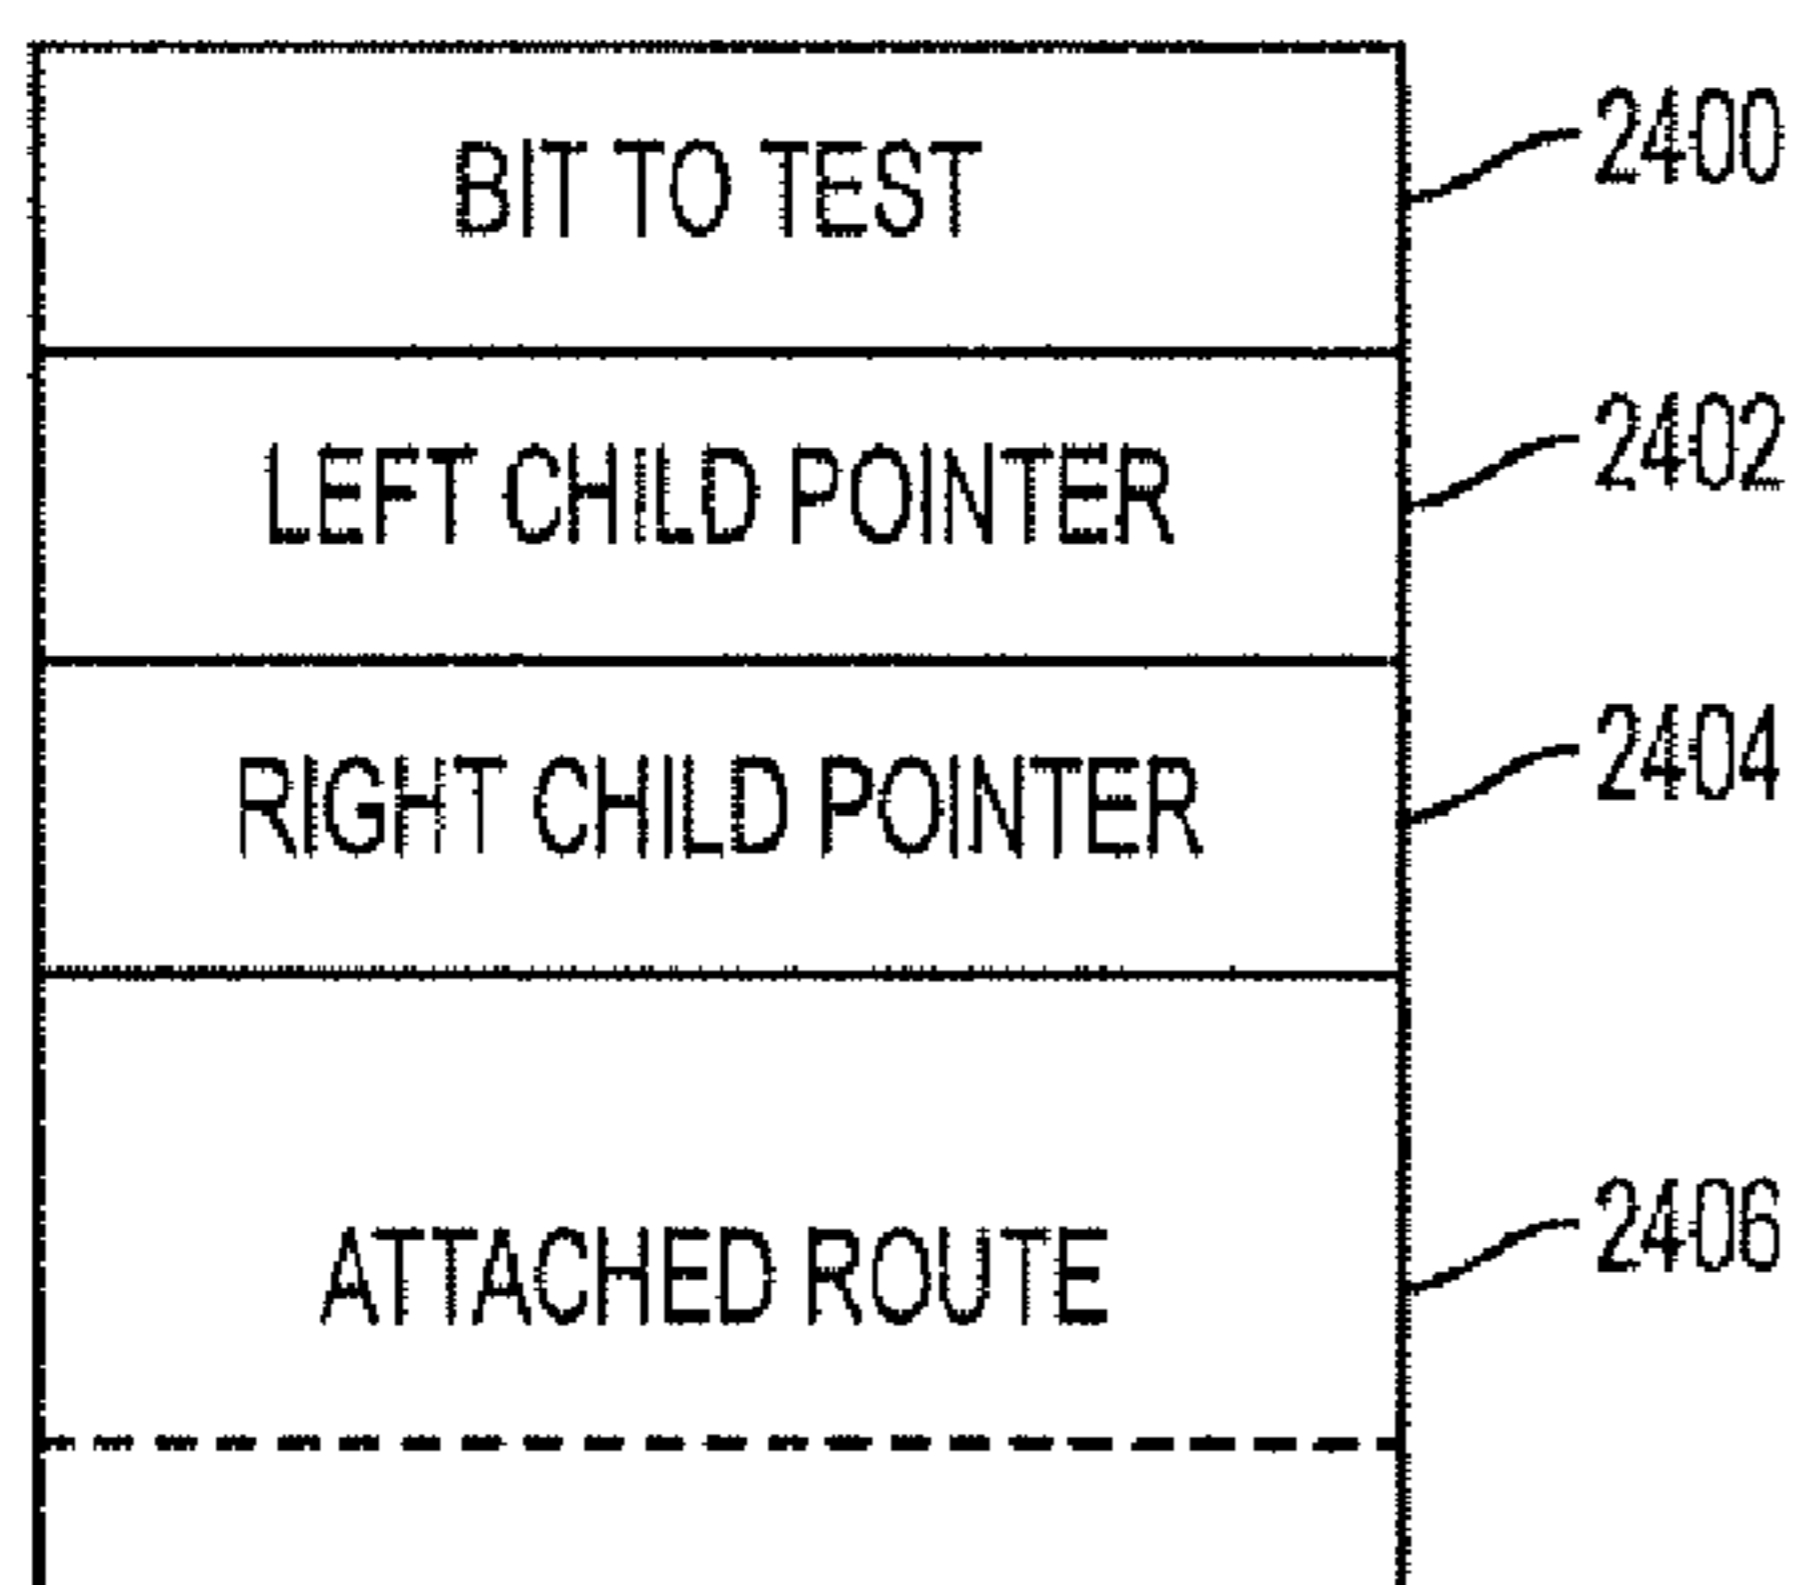 BIT TO TEST 2400
LEFT CHILD POINTER 2402
RIGHT CHILD POINTER 2404
ATTACHED ROUTE 2406